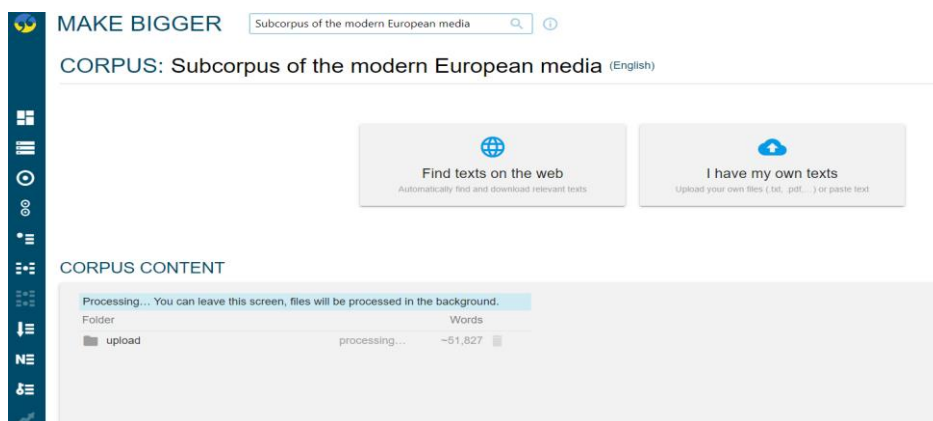 MAKE BIGGER
Subcorpus of the modern European media
CORPUS: Subcorpus of the modern European media (English)
Find texts on the web
Automatically find and download relevant texts
I have my own texts
Upload your own files (.txt, .pdf, ...) or paste text
CORPUS CONTENT
Processing... You can leave this screen, files will be processed in the background.
Folder Words
upload processing... ~51,827
N